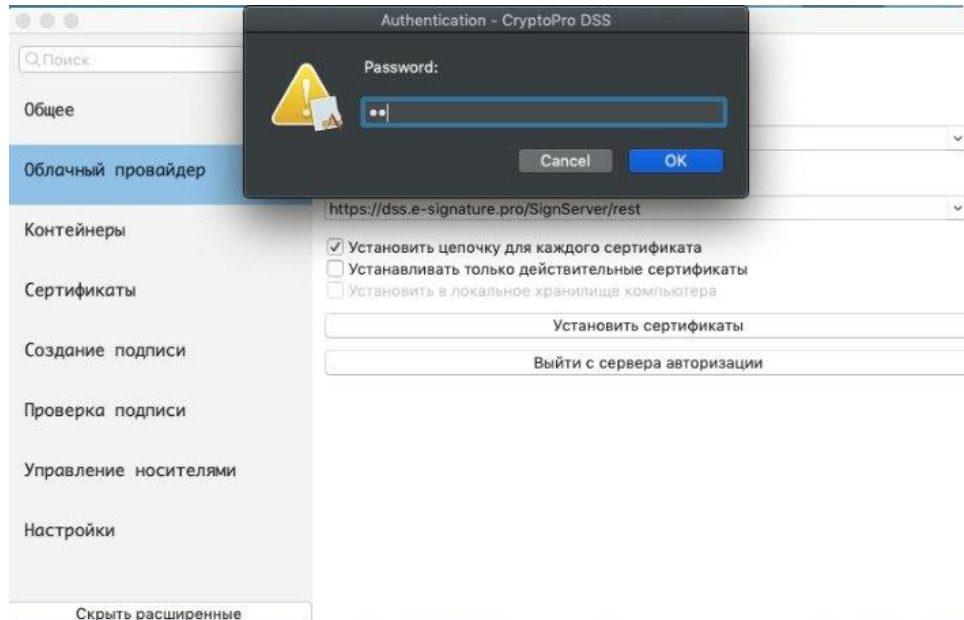 Authentication - CryptoPro DSS
Password:
••
Cancel
OK
Поиск
Общее
Облачный провайдер
Контейнеры
Сертификаты
Создание подписи
Проверка подписи
Управление носителями
Настройки
Скрыть расширенные
https://dss.e-signature.pro/SignServer/rest
Установить цепочку для каждого сертификата
Устанавливать только действительные сертификаты
Установить в локальное хранилище компьютера
Установить сертификаты
Выйти с сервера авторизации